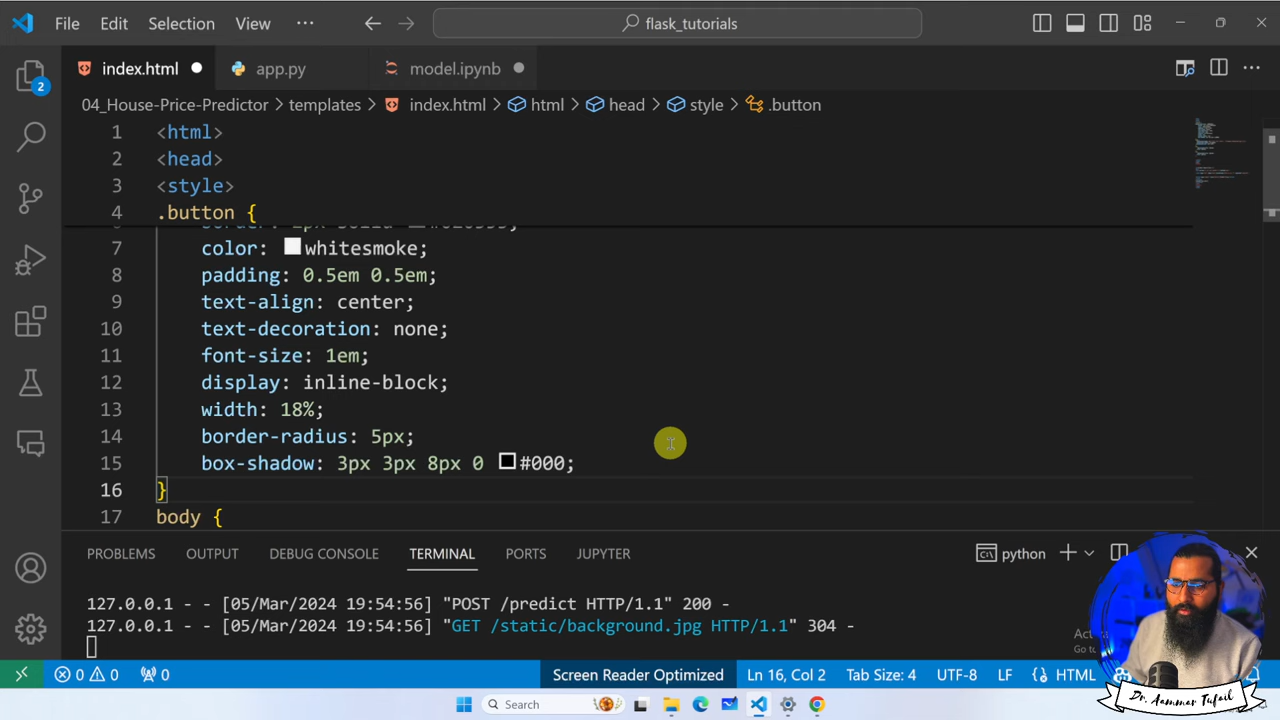 File Edit Selection View ··· flask_tutorials
index.html app.py model.ipynb
04_House-Price-Predictor > templates > index.html > html > head > style > .button
1 <html>
2 <head>
3 <style>
4 .button {
7 color: whitesmoke;
8 padding: 0.5em 0.5em;
9 text-align: center;
10 text-decoration: none;
11 font-size: 1em;
12 display: inline-block;
13 width: 18%;
14 border-radius: 5px;
15 box-shadow: 3px 3px 8px 0 #000;
16 }
17 body {
2
PROBLEMS OUTPUT DEBUG CONSOLE TERMINAL PORTS JUPYTER python
127.0.0.1 - - [05/Mar/2024 19:54:56] "POST /predict HTTP/1.1" 200 -
127.0.0.1 - - [05/Mar/2024 19:54:56] "GET /static/background.jpg HTTP/1.1" 304 -
0 0 0 Screen Reader Optimized Ln 16, Col 2 Tab Size: 4 UTF-8 LF HTML
Search
Dr. Aammar Tufail